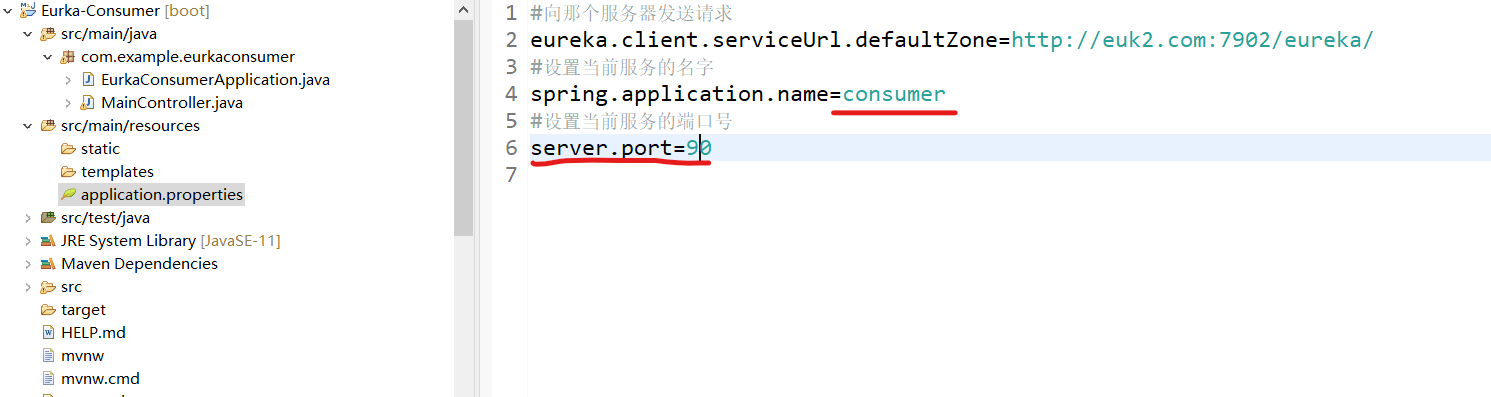 Eurka-Consumer [boot]
src/main/java
com.example.eurkaconsumer
EurkaConsumerApplication.java
MainController.java
src/main/resources
static
templates
application.properties
src/test/java
JRE System Library [JavaSE-11]
Maven Dependencies
src
target
HELP.md
mvnw
mvnw.cmd
1 #向那个服务器发送请求
2 eureka.client.serviceUrl.defaultZone=http://euk2.com:7902/eureka/
3 #设置当前服务的名字
4 spring.application.name=consumer
5 #设置当前服务的端口号
6 server.port=90
7